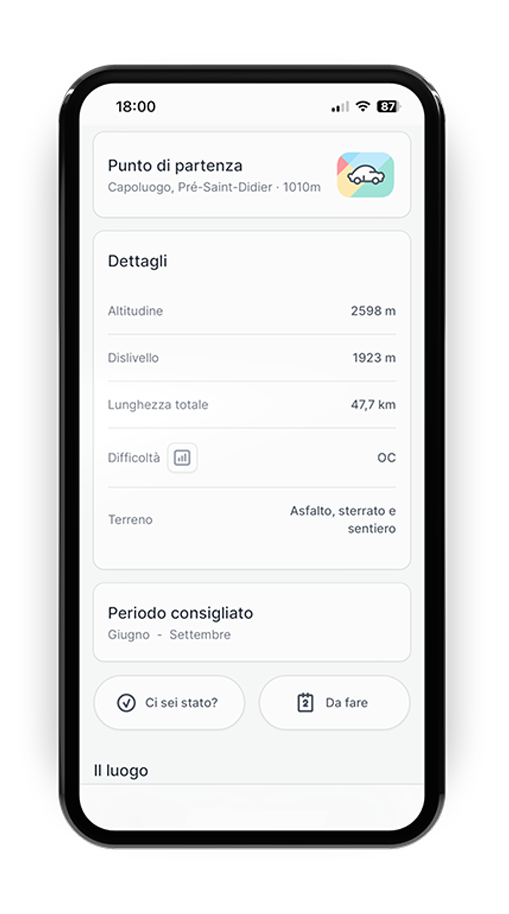 18:00
87
Punto di partenza
Capoluogo, Pré-Saint-Didier · 1010m
Dettagli
Altitudine 2598 m
Dislivello 1923 m
Lunghezza totale 47,7 km
Difficoltà OC
Terreno Asfalto, sterrato e
sentiero
Periodo consigliato
Giugno - Settembre
Ci sei stato?
2 Da fare
Il luogo